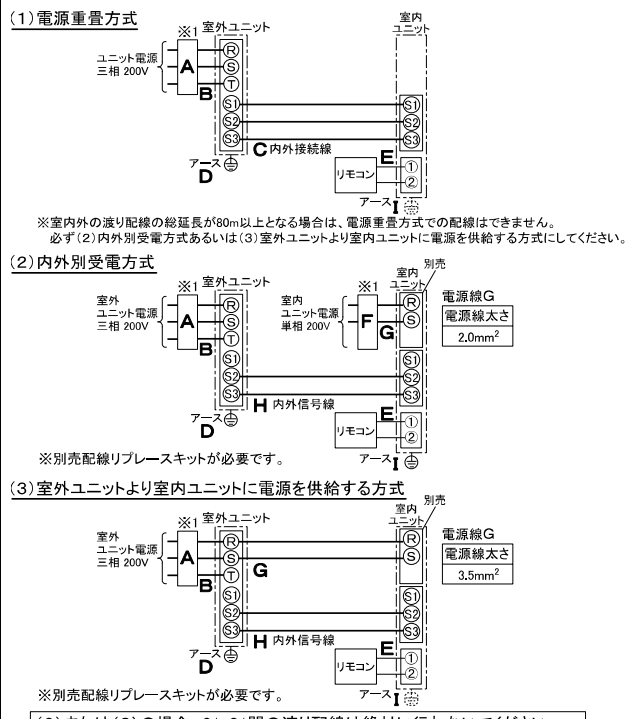 (1)電源重畳方式
※1 室外ユニット
室内
ユニット
ユニット電源
三相 200V
A
B
R
S
T
S1
S2
S3
S1
S2
S3
C 内外接続線
アース
D
E
リモコン
①
②
アース I
※室内外の渡り配線の総延長が80m以上となる場合は、電源重畳方式での配線はできません。
必ず(2)内外別受電方式あるいは(3)室外ユニットより室内ユニットに電源を供給する方式にしてください。
(2)内外別受電方式
※1 室外ユニット
室外
ユニット電源
三相 200V
A
B
R
S
T
S1
S2
S3
※1
室内
ユニット電源
単相 200V
F
G
室内
ユニット
別売
R
S
S1
S2
S3
電源線G
電源線太さ
2.0mm²
H 内外信号線
アース
D
E
リモコン
①
②
アース I
※別売配線リプレースキットが必要です。
(3)室外ユニットより室内ユニットに電源を供給する方式
※1 室外ユニット
室外
ユニット電源
三相 200V
A
B
R
S
T
S1
S2
S3
G
室内
ユニット
別売
R
S
S1
S2
S3
電源線G
電源線太さ
3.5mm²
H 内外信号線
アース
D
E
リモコン
①
②
アース I
※別売配線リプレースキットが必要です。